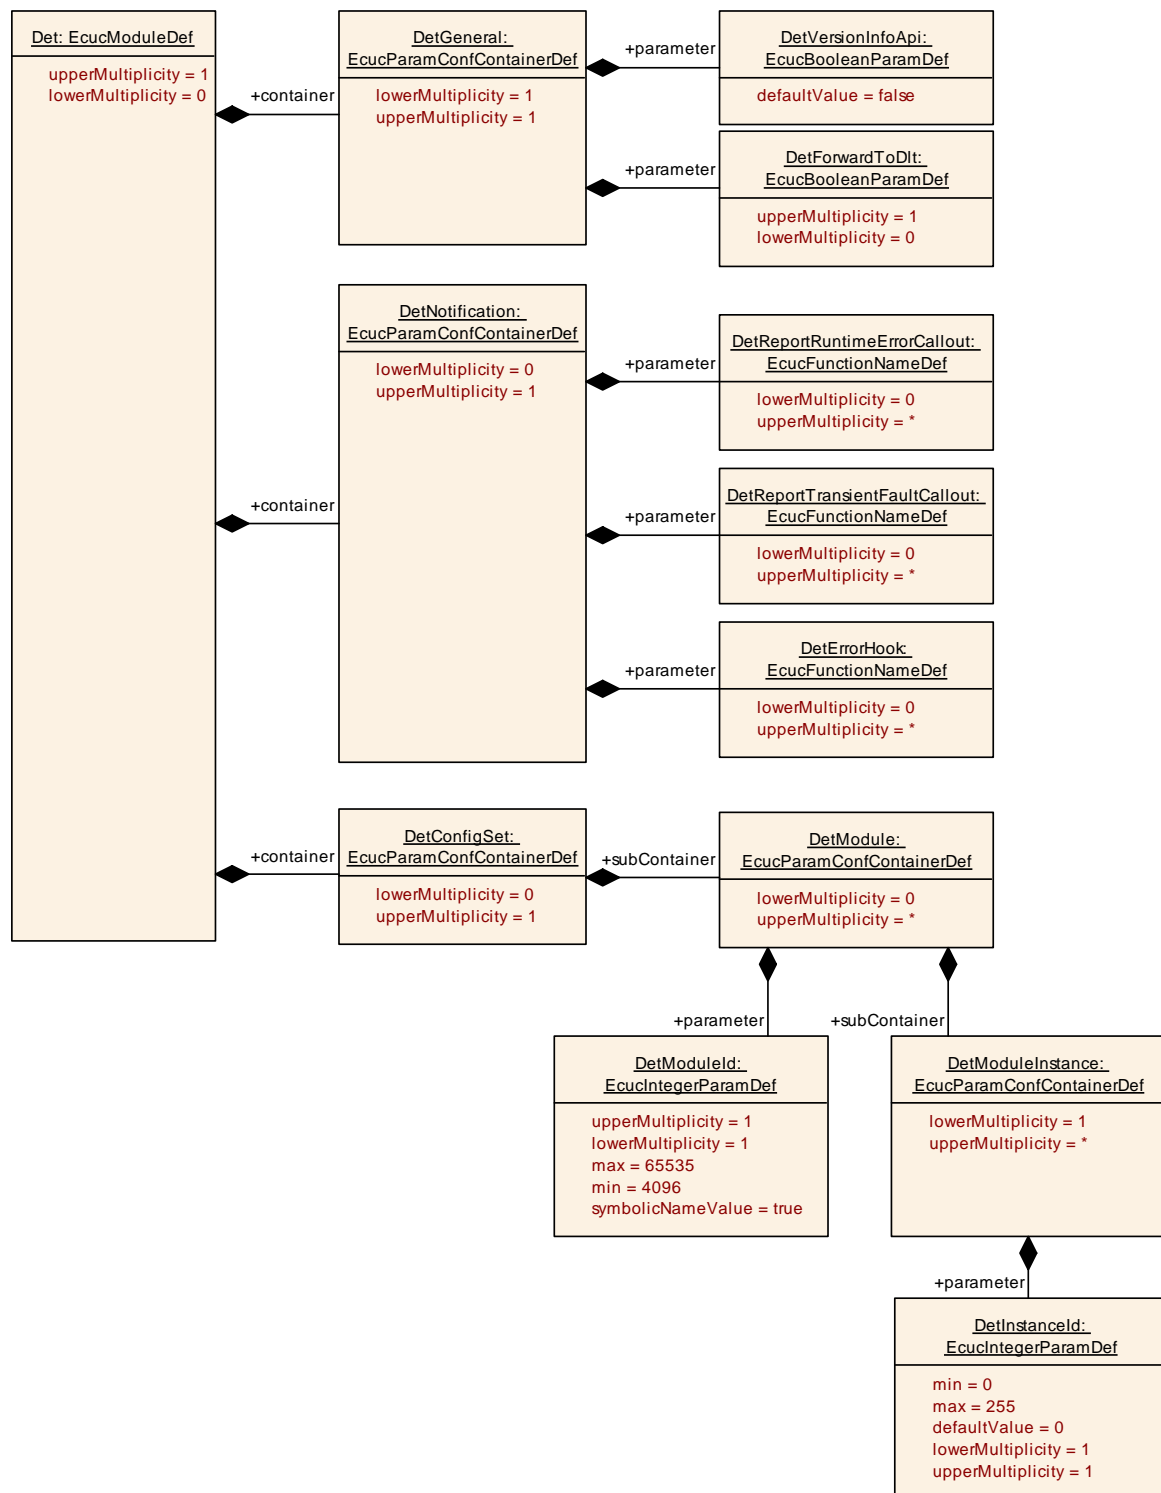 Det: EcucModuleDef
upperMultiplicity = 1
lowerMultiplicity = 0
+container
DetGeneral:
EcucParamConfContainerDef
lowerMultiplicity = 1
upperMultiplicity = 1
+parameter
DetVersionInfoApi:
EcucBooleanParamDef
defaultValue = false
+parameter
DetForwardToDlt:
EcucBooleanParamDef
upperMultiplicity = 1
lowerMultiplicity = 0
+container
DetNotification:
EcucParamConfContainerDef
lowerMultiplicity = 0
upperMultiplicity = 1
+parameter
DetReportRuntimeErrorCallout:
EcucFunctionNameDef
lowerMultiplicity = 0
upperMultiplicity = *
+parameter
DetReportTransientFaultCallout:
EcucFunctionNameDef
lowerMultiplicity = 0
upperMultiplicity = *
+parameter
DetErrorHook:
EcucFunctionNameDef
lowerMultiplicity = 0
upperMultiplicity = *
+container
DetConfigSet:
EcucParamConfContainerDef
lowerMultiplicity = 0
upperMultiplicity = 1
+subContainer
DetModule:
EcucParamConfContainerDef
lowerMultiplicity = 0
upperMultiplicity = *
+parameter
DetModuleId:
EcucIntegerParamDef
upperMultiplicity = 1
lowerMultiplicity = 1
max = 65535
min = 4096
symbolicNameValue = true
+subContainer
DetModuleInstance:
EcucParamConfContainerDef
lowerMultiplicity = 1
upperMultiplicity = *
+parameter
DetInstanceId:
EcucIntegerParamDef
min = 0
max = 255
defaultValue = 0
lowerMultiplicity = 1
upperMultiplicity = 1